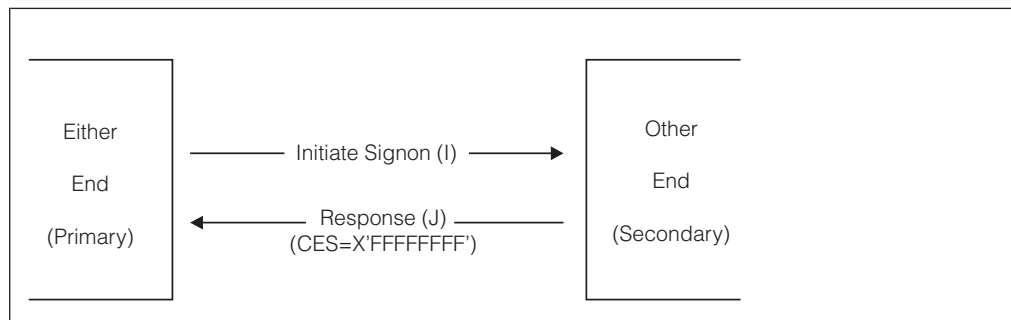 Either
End
(Primary)
Initiate Signon (I)
Response (J)
(CES=X’FFFFFFFF’)
Other
End
(Secondary)